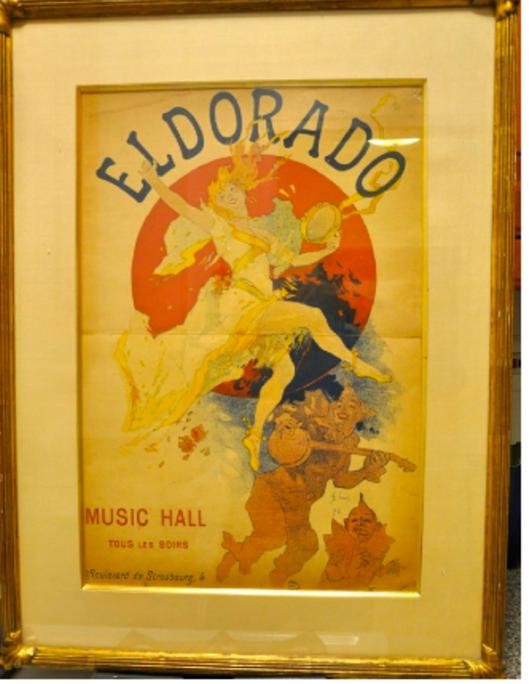 ELDORADO
MUSIC HALL
TOUS LES SOIRS
Boulevard de Strasbourg, 4